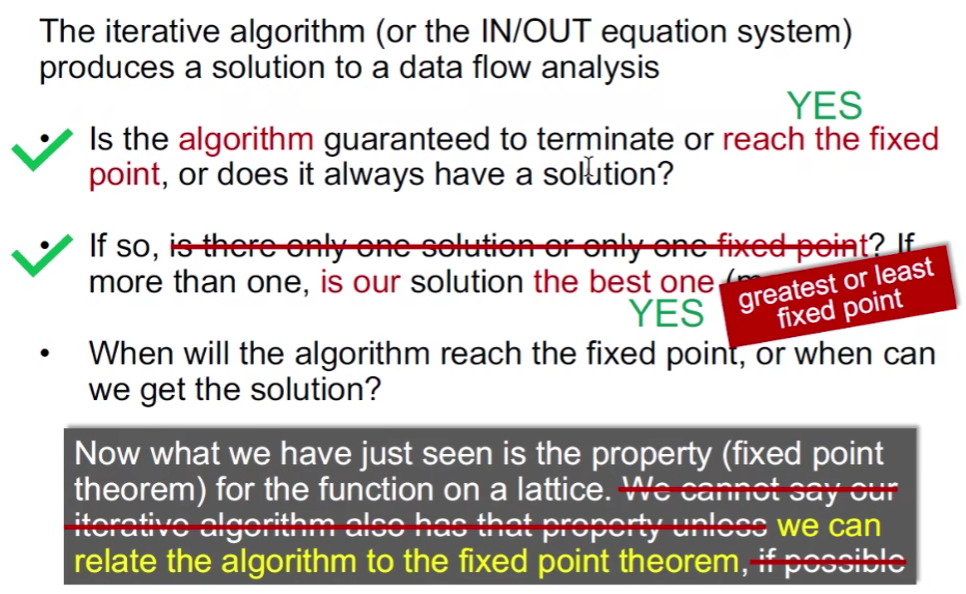 The iterative algorithm (or the IN/OUT equation system)
produces a solution to a data flow analysis
YES
• Is the algorithm guaranteed to terminate or reach the fixed
point, or does it always have a solution?
• If so, is there only one solution or only one fixed point? If
more than one, is our solution the best one
greatest or least
fixed point
YES
• When will the algorithm reach the fixed point, or when can
we get the solution?
Now what we have just seen is the property (fixed point
theorem) for the function on a lattice. We cannot say our
iterative algorithm also has that property unless we can
relate the algorithm to the fixed point theorem, if possible